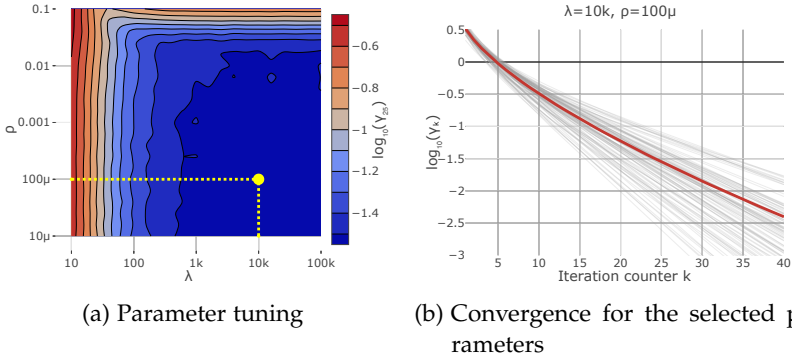 λ=10k, ρ=100μ
0.1
0.01
0.001
100μ
10μ
ρ
10
100
1k
10k
100k
λ
−0.6
−0.8
−1
−1.2
−1.4
log₁₀(γ₂₅)
0.5
0
−0.5
−1
−1.5
−2
−2.5
−3
log₁₀(γₖ)
5
10
15
20
25
30
35
40
Iteration counter k
(a) Parameter tuning
(b) Convergence for the selected p
rameters